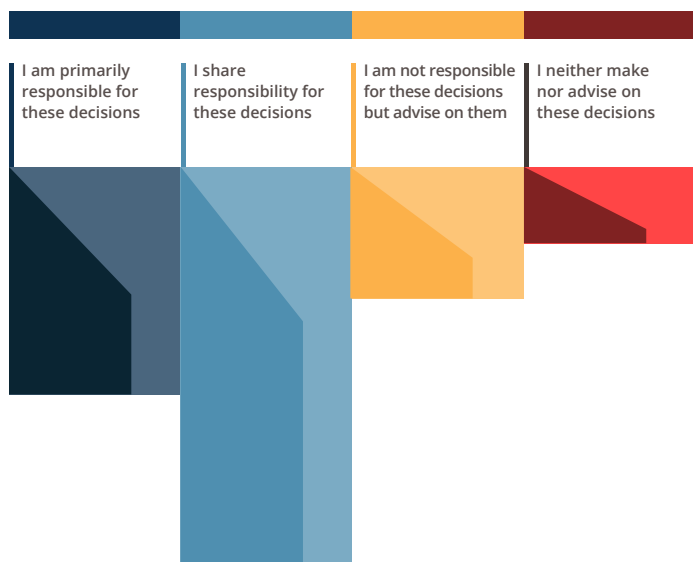 I am primarily
responsible for
these decisions
I share
responsibility for
these decisions
I am not responsible
for these decisions
but advise on them
I neither make
nor advise on
these decisions